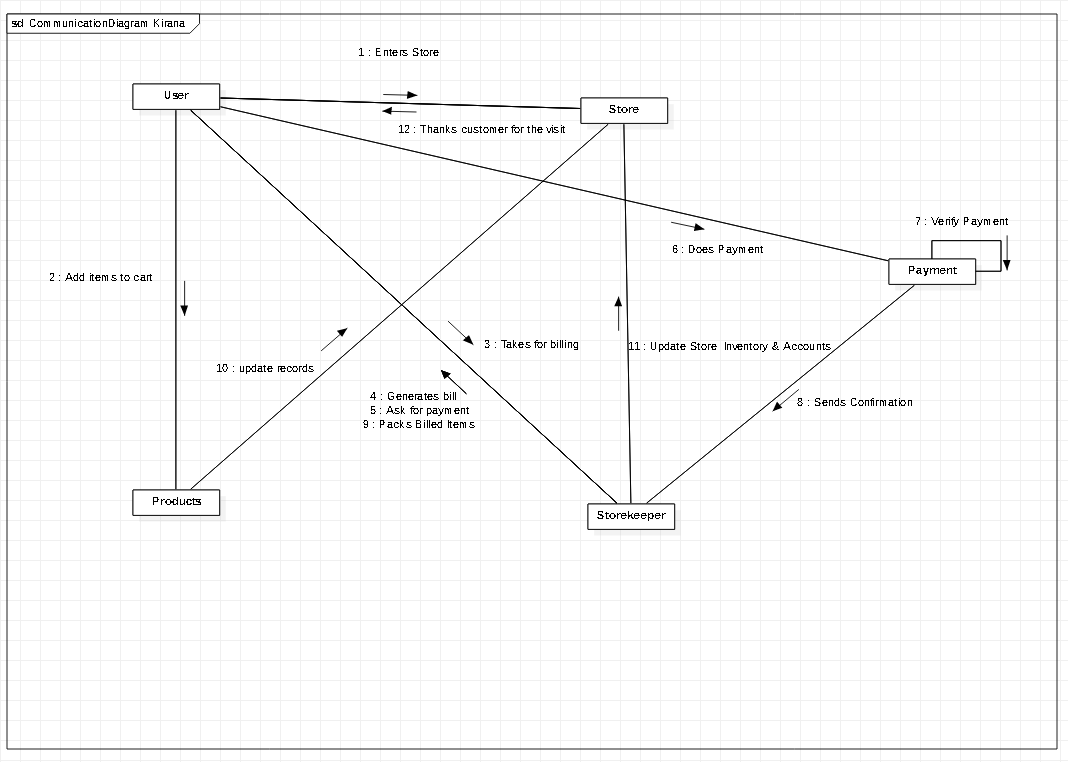 sd CommunicationDiagram Kirana
1 : Enters Store
User
Store
12 : Thanks customer for the visit
7 : Verify Payment
6 : Does Payment
Payment
2 : Add items to cart
3 : Takes for billing
11 : Update Store Inventory & Accounts
10 : update records
4 : Generates bill
5 : Ask for payment
9 : Packs Billed Items
8 : Sends Confirmation
Products
Storekeeper